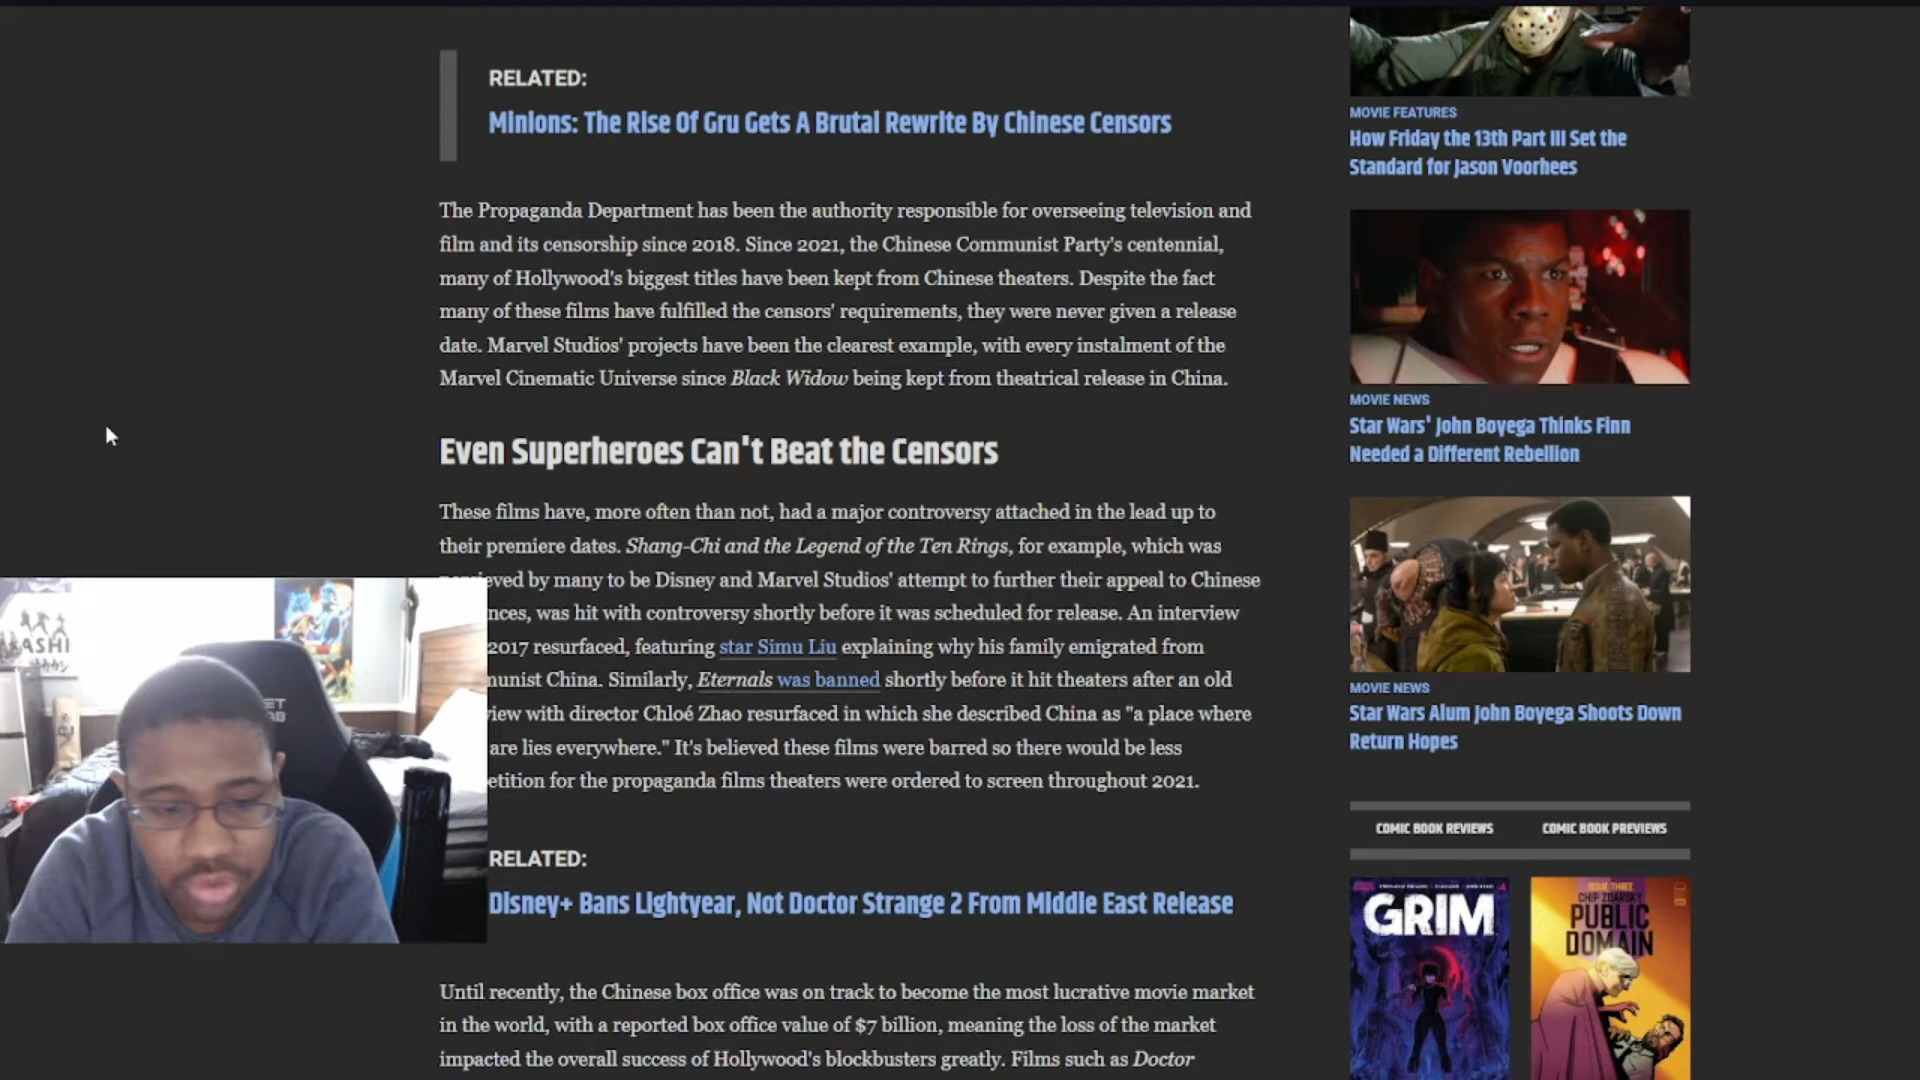 RELATED:
Minions: The Rise Of Gru Gets A Brutal Rewrite By Chinese Censors
The Propaganda Department has been the authority responsible for overseeing television and
film and its censorship since 2018. Since 2021, the Chinese Communist Party's centennial,
many of Hollywood's biggest titles have been kept from Chinese theaters. Despite the fact
many of these films have fulfilled the censors' requirements, they were never given a release
date. Marvel Studios' projects have been the clearest example, with every instalment of the
Marvel Cinematic Universe since Black Widow being kept from theatrical release in China.
Even Superheroes Can't Beat the Censors
These films have, more often than not, had a major controversy attached in the lead up to
their premiere dates. Shang-Chi and the Legend of the Ten Rings, for example, which was
by many to be Disney and Marvel Studios' attempt to further their appeal to Chinese
was hit with controversy shortly before it was scheduled for release. An interview
2017 resurfaced, featuring star Simu Liu explaining why his family emigrated from
China. Similarly, Eternals was banned shortly before it hit theaters after an old
with director Chloé Zhao resurfaced in which she described China as "a place where
are lies everywhere." It's believed these films were barred so there would be less
for the propaganda films theaters were ordered to screen throughout 2021.
RELATED:
Disney+ Bans Lightyear, Not Doctor Strange 2 From Middle East Release
Until recently, the Chinese box office was on track to become the most lucrative movie market
in the world, with a reported box office value of $7 billion, meaning the loss of the market
impacted the overall success of Hollywood's blockbusters greatly. Films such as Doctor
MOVIE FEATURES
How Friday the 13th Part III Set the
Standard for Jason Voorhees
MOVIE NEWS
Star Wars' John Boyega Thinks Finn
Needed a Different Rebellion
MOVIE NEWS
Star Wars Alum John Boyega Shoots Down
Return Hopes
COMIC BOOK REVIEWS
COMIC BOOK PREVIEWS
GRIM
ISSUE THREE
CHIP ZDARSKY
PUBLIC
DOMAIN
ASHI